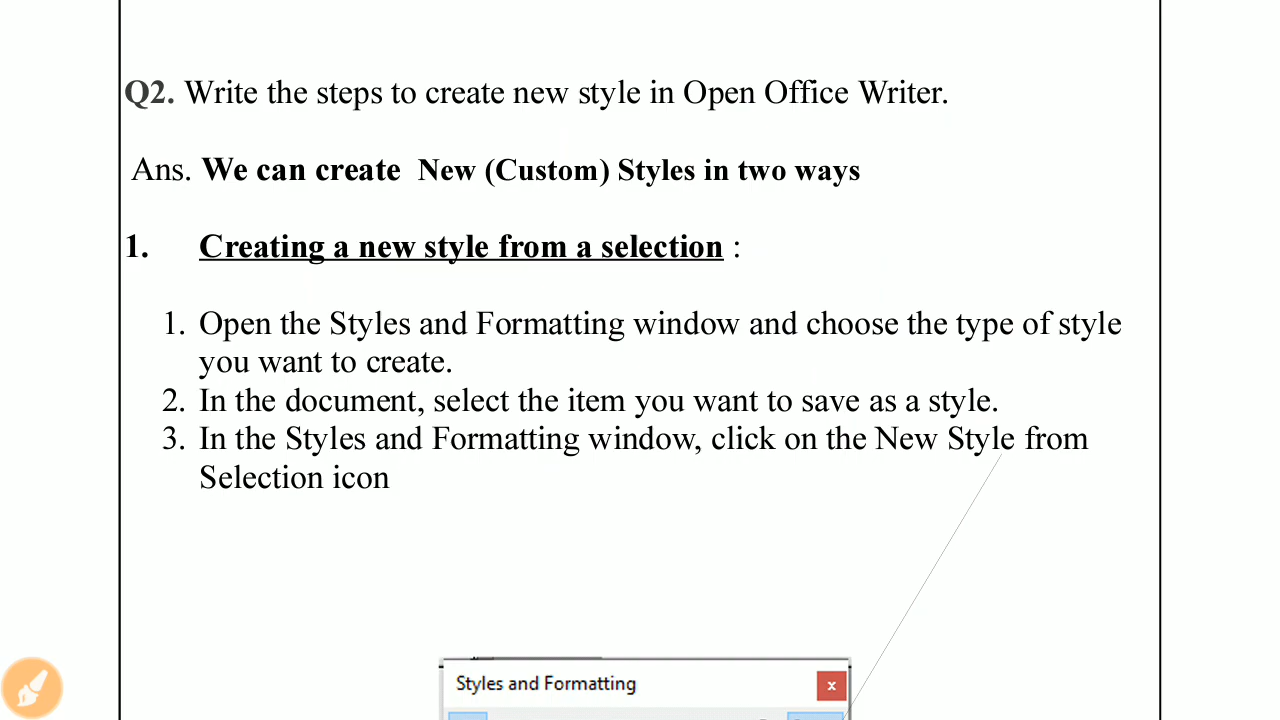 Q2. Write the steps to create new style in Open Office Writer.
Ans. We can create New (Custom) Styles in two ways
1. Creating a new style from a selection :
1. Open the Styles and Formatting window and choose the type of style
you want to create.
2. In the document, select the item you want to save as a style.
3. In the Styles and Formatting window, click on the New Style from
Selection icon
Styles and Formatting
x